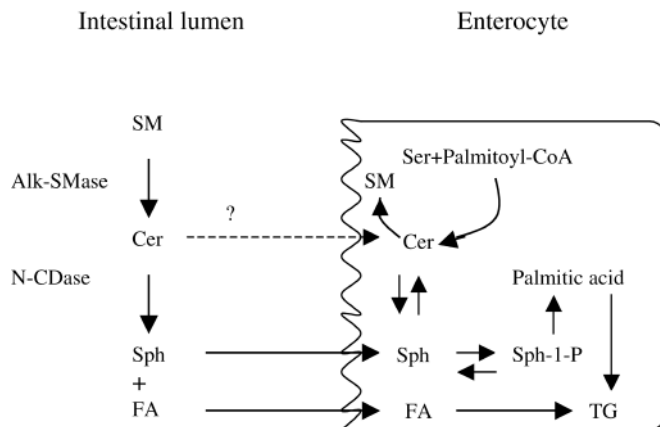 Intestinal lumen
Enterocyte
SM
Ser+Palmitoyl-CoA
Alk-SMase
SM
?
Cer
Cer
N-CDase
Palmitic acid
Sph
Sph
Sph-1-P
+
FA
FA
TG